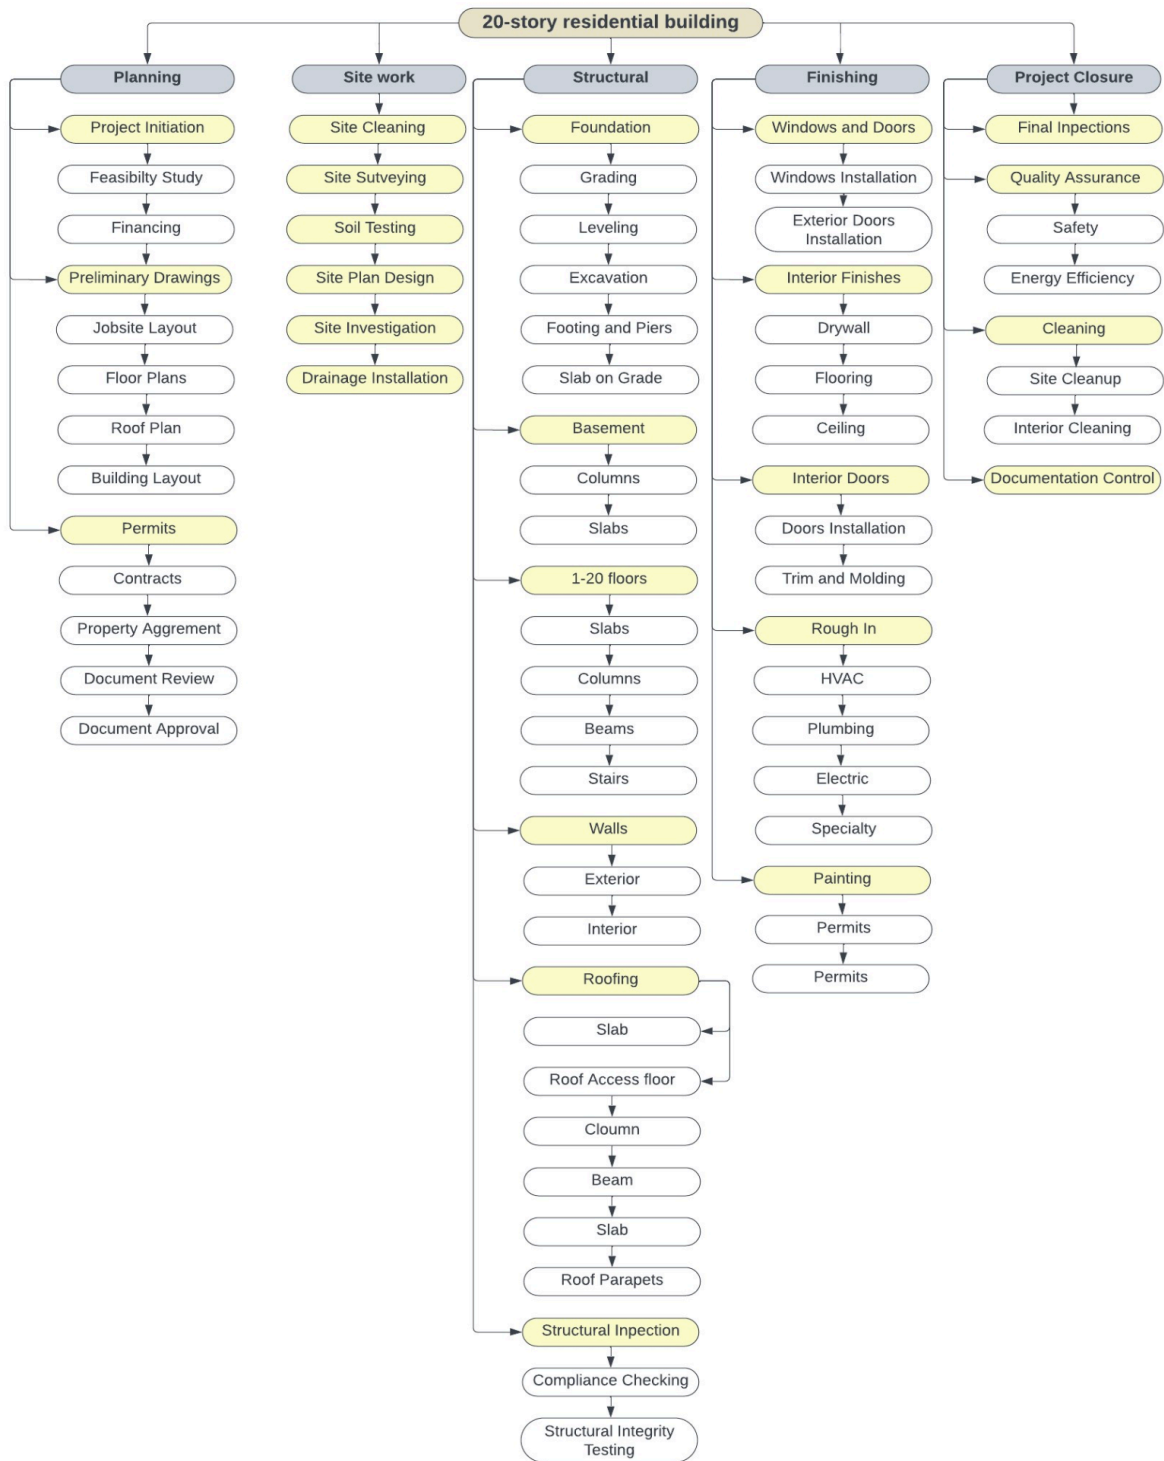 20-story residential building
Planning
Project Initiation
Feasibilty Study
Financing
Preliminary Drawings
Jobsite Layout
Floor Plans
Roof Plan
Building Layout
Permits
Contracts
Property Aggrement
Document Review
Document Approval
Site work
Site Cleaning
Site Sutveying
Soil Testing
Site Plan Design
Site Investigation
Drainage Installation
Structural
Foundation
Grading
Leveling
Excavation
Footing and Piers
Slab on Grade
Basement
Columns
Slabs
1-20 floors
Slabs
Columns
Beams
Stairs
Walls
Exterior
Interior
Roofing
Slab
Roof Access floor
Cloumn
Beam
Slab
Roof Parapets
Structural Inpection
Compliance Checking
Structural Integrity
Testing
Finishing
Windows and Doors
Windows Installation
Exterior Doors
Installation
Interior Finishes
Drywall
Flooring
Ceiling
Interior Doors
Doors Installation
Trim and Molding
Rough In
HVAC
Plumbing
Electric
Specialty
Painting
Permits
Permits
Project Closure
Final Inpections
Quality Assurance
Safety
Energy Efficiency
Cleaning
Site Cleanup
Interior Cleaning
Documentation Control